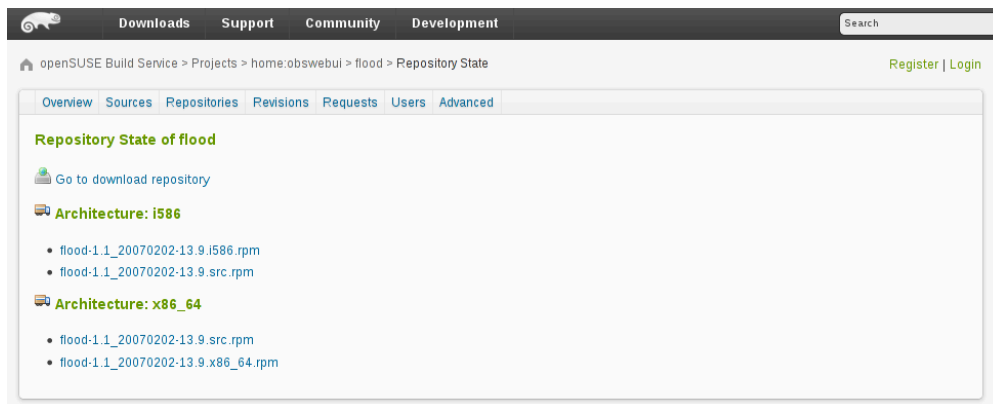 Downloads Support Community Development Search
openSUSE Build Service > Projects > home:obswebui > flood > Repository State Register | Login
Overview Sources Repositories Revisions Requests Users Advanced
Repository State of flood
Go to download repository
Architecture: i586
• flood-1.1_20070202-13.9.i586.rpm
• flood-1.1_20070202-13.9.src.rpm
Architecture: x86_64
• flood-1.1_20070202-13.9.src.rpm
• flood-1.1_20070202-13.9.x86_64.rpm